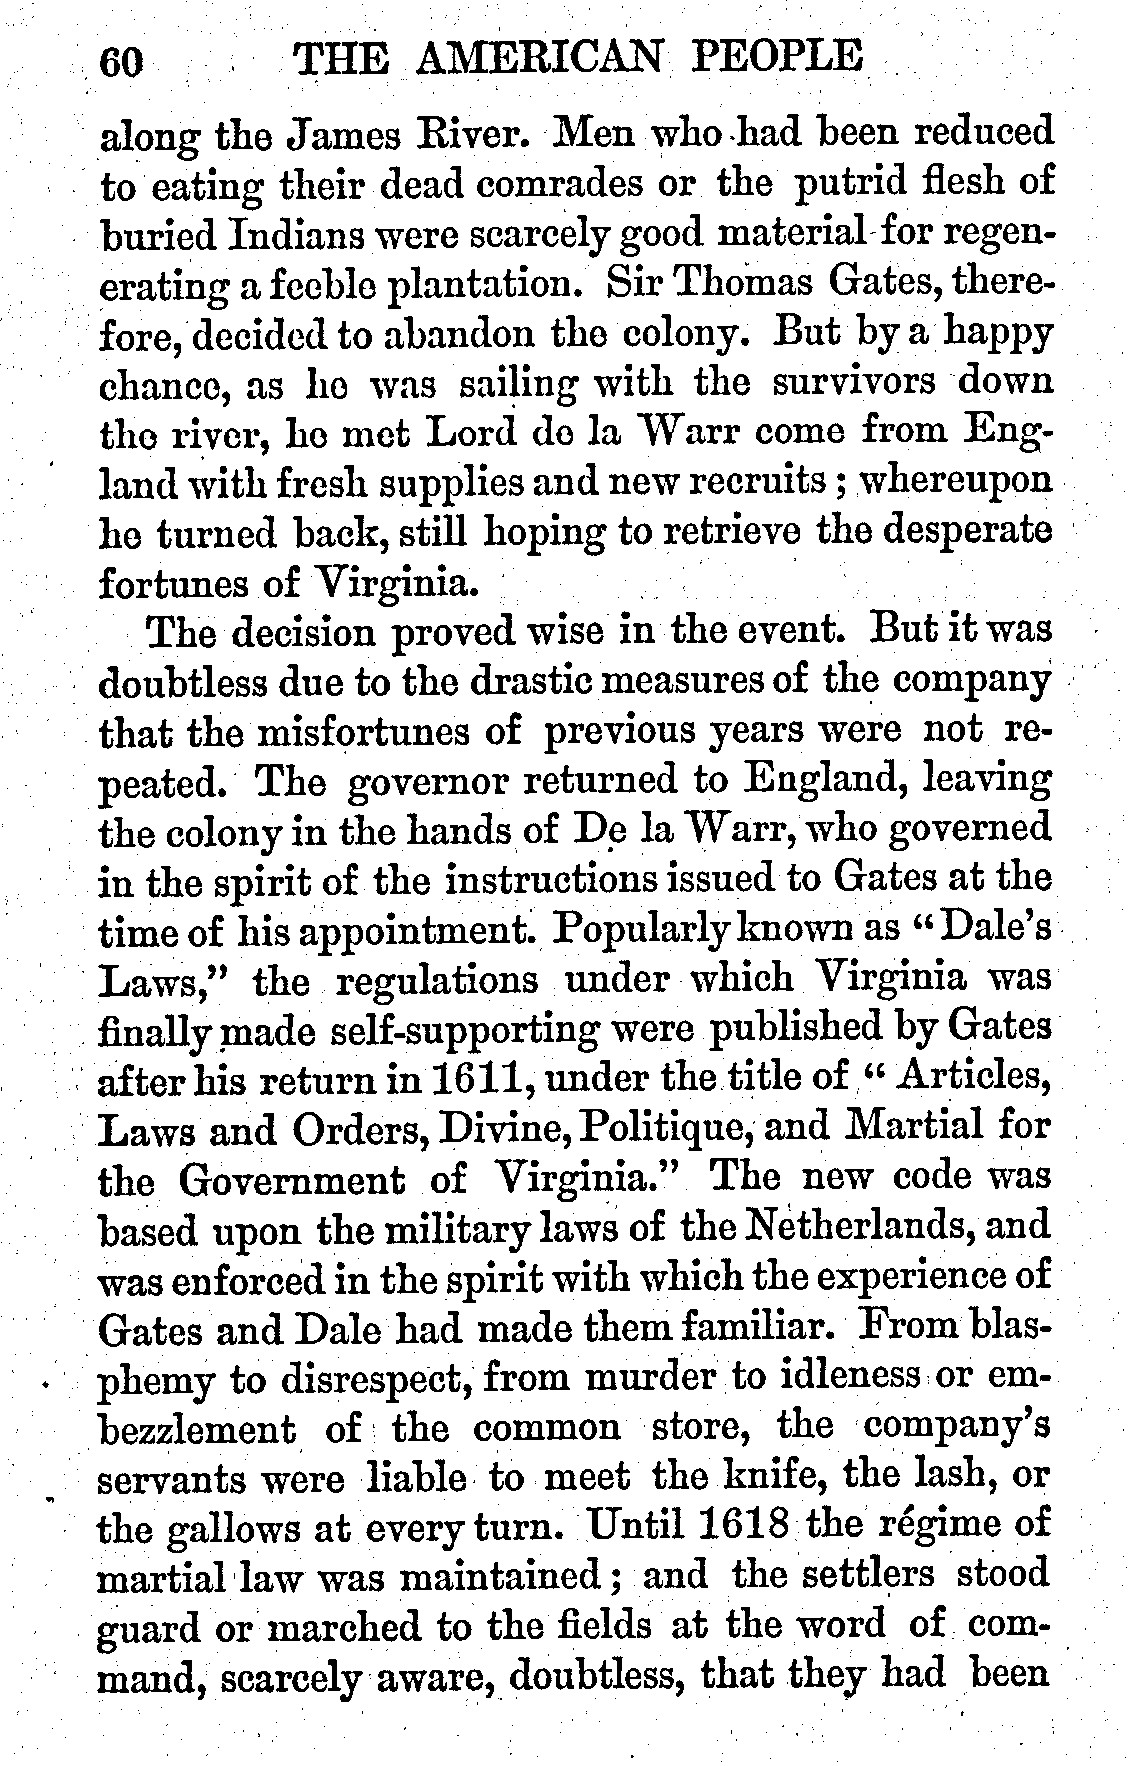 60 THE AMERICAN PEOPLE
along the James River. Men who had been reduced
to eating their dead comrades or the putrid flesh of
buried Indians were scarcely good material for regen-
erating a feeble plantation. Sir Thomas Gates, there-
fore, decided to abandon the colony. But by a happy
chance, as he was sailing with the survivors down
the river, he met Lord de la Warr come from Eng-
land with fresh supplies and new recruits; whereupon
he turned back, still hoping to retrieve the desperate
fortunes of Virginia.
The decision proved wise in the event. But it was
doubtless due to the drastic measures of the company
that the misfortunes of previous years were not re-
peated. The governor returned to England, leaving
the colony in the hands of De la Warr, who governed
in the spirit of the instructions issued to Gates at the
time of his appointment. Popularly known as "Dale's
Laws," the regulations under which Virginia was
finally made self-supporting were published by Gates
after his return in 1611, under the title of "Articles,
Laws and Orders, Divine, Politique, and Martial for
the Government of Virginia." The new code was
based upon the military laws of the Netherlands, and
was enforced in the spirit with which the experience of
Gates and Dale had made them familiar. From blas-
phemy to disrespect, from murder to idleness or em-
bezzlement of the common store, the company's
servants were liable to meet the knife, the lash, or
the gallows at every turn. Until 1618 the régime of
martial law was maintained; and the settlers stood
guard or marched to the fields at the word of com-
mand, scarcely aware, doubtless, that they had been